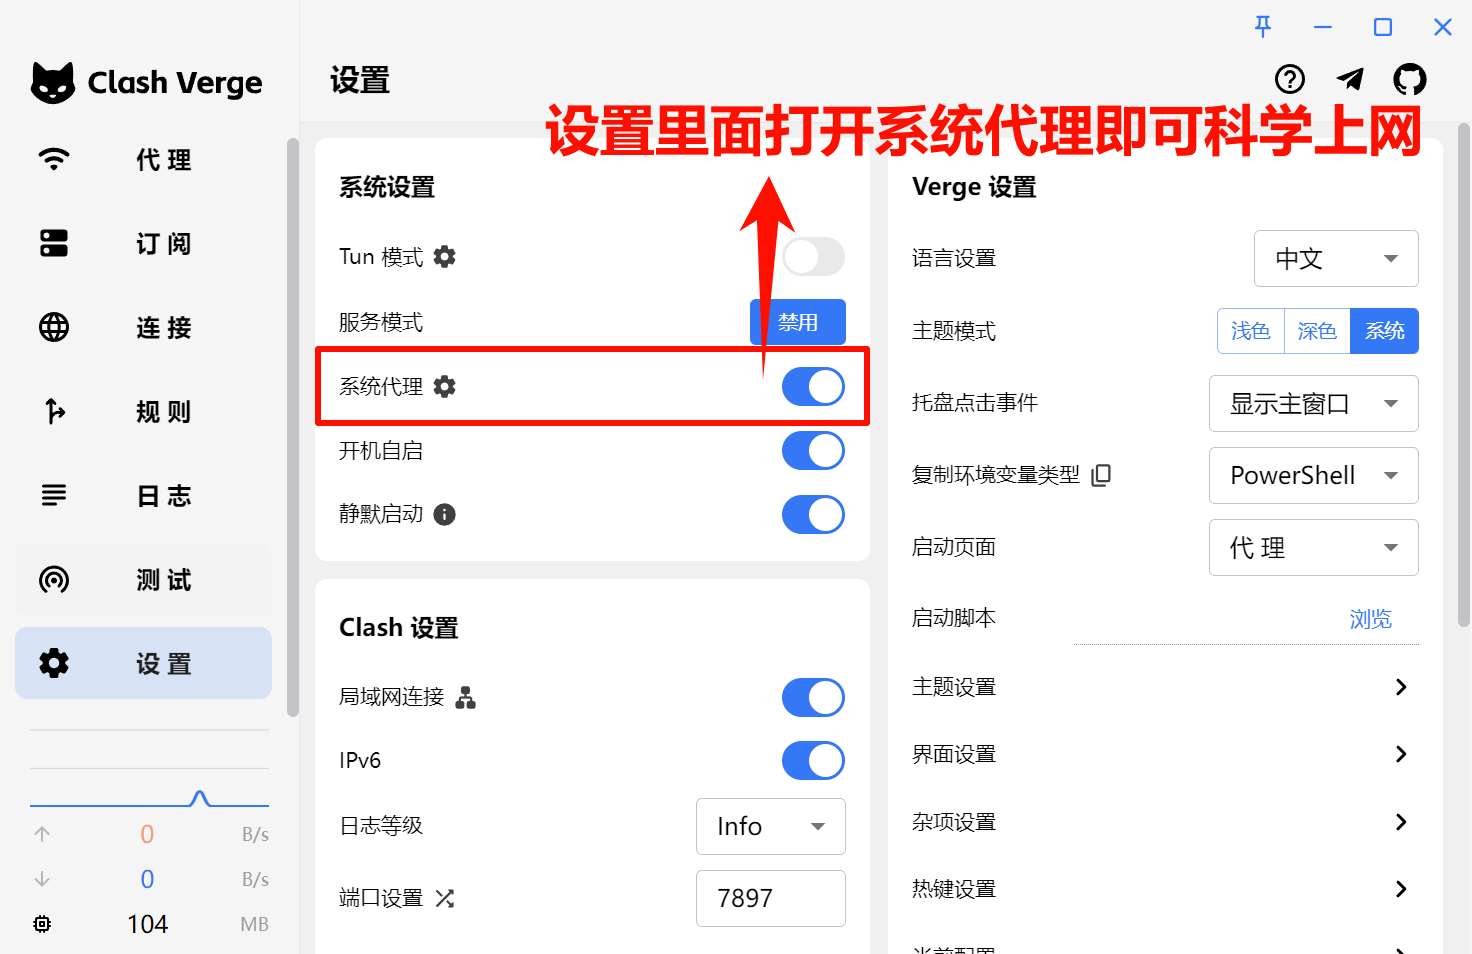 Clash Verge
设置
设置里面打开系统代理即可科学上网
代 理
订 阅
连 接
规 则
日 志
测 试
设 置
0 B/s
0 B/s
104 MB
系统设置
Tun 模式
服务模式 禁用
系统代理
开机自启
静默启动
Clash 设置
局域网连接
IPv6
日志等级 Info
端口设置 7897
Verge 设置
语言设置 中文
主题模式 浅色 深色 系统
托盘点击事件 显示主窗口
复制环境变量类型 PowerShell
启动页面 代 理
启动脚本 浏览
主题设置
界面设置
杂项设置
热键设置